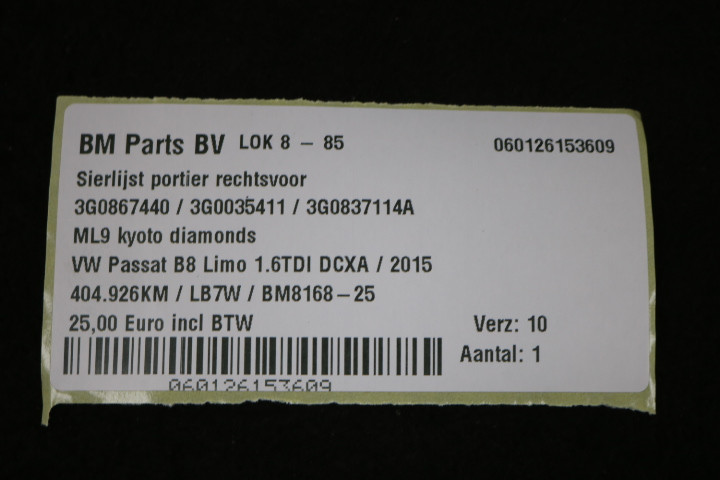 BM Parts BV LOK 8 – 85 060126153609
Sierlijst portier rechtsvoor
3G0867440 / 3G0035411 / 3G0837114A
ML9 kyoto diamonds
VW Passat B8 Limo 1.6TDI DCXA / 2015
404.926KM / LB7W / BM8168–25
25,00 Euro incl BTW Verz: 10
Aantal: 1
060126153609